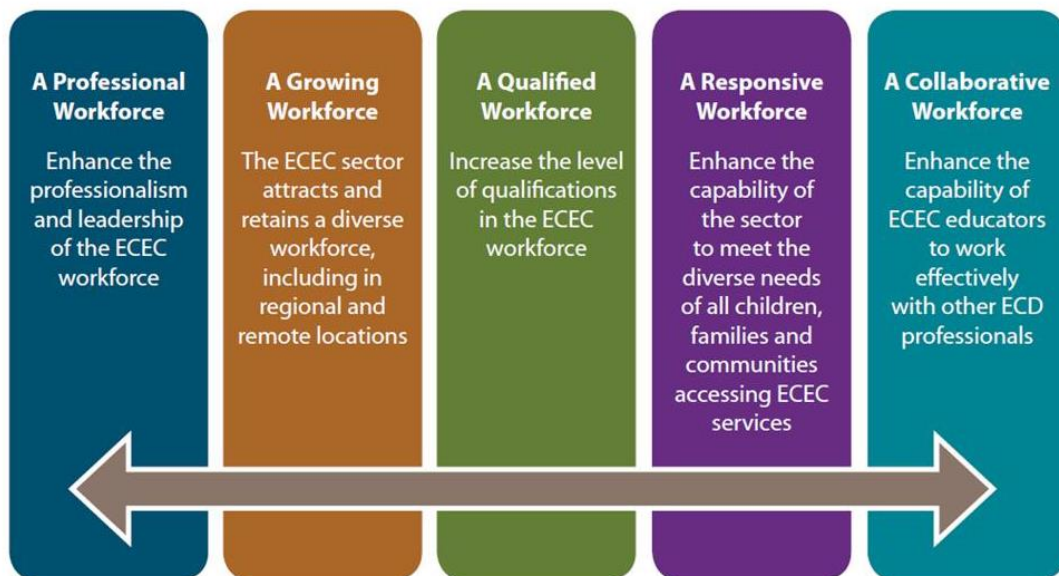 A Professional
Workforce
Enhance the
professionalism
and leadership
of the ECEC
workforce
A Growing
Workforce
The ECEC sector
attracts and
retains a diverse
workforce,
including in
regional and
remote locations
A Qualified
Workforce
Increase the level
of qualifications
in the ECEC
workforce
A Responsive
Workforce
Enhance the
capability of
the sector
to meet the
diverse needs
of all children,
families and
communities
accessing ECEC
services
A Collaborative
Workforce
Enhance the
capability of
ECEC educators
to work
effectively
with other ECD
professionals